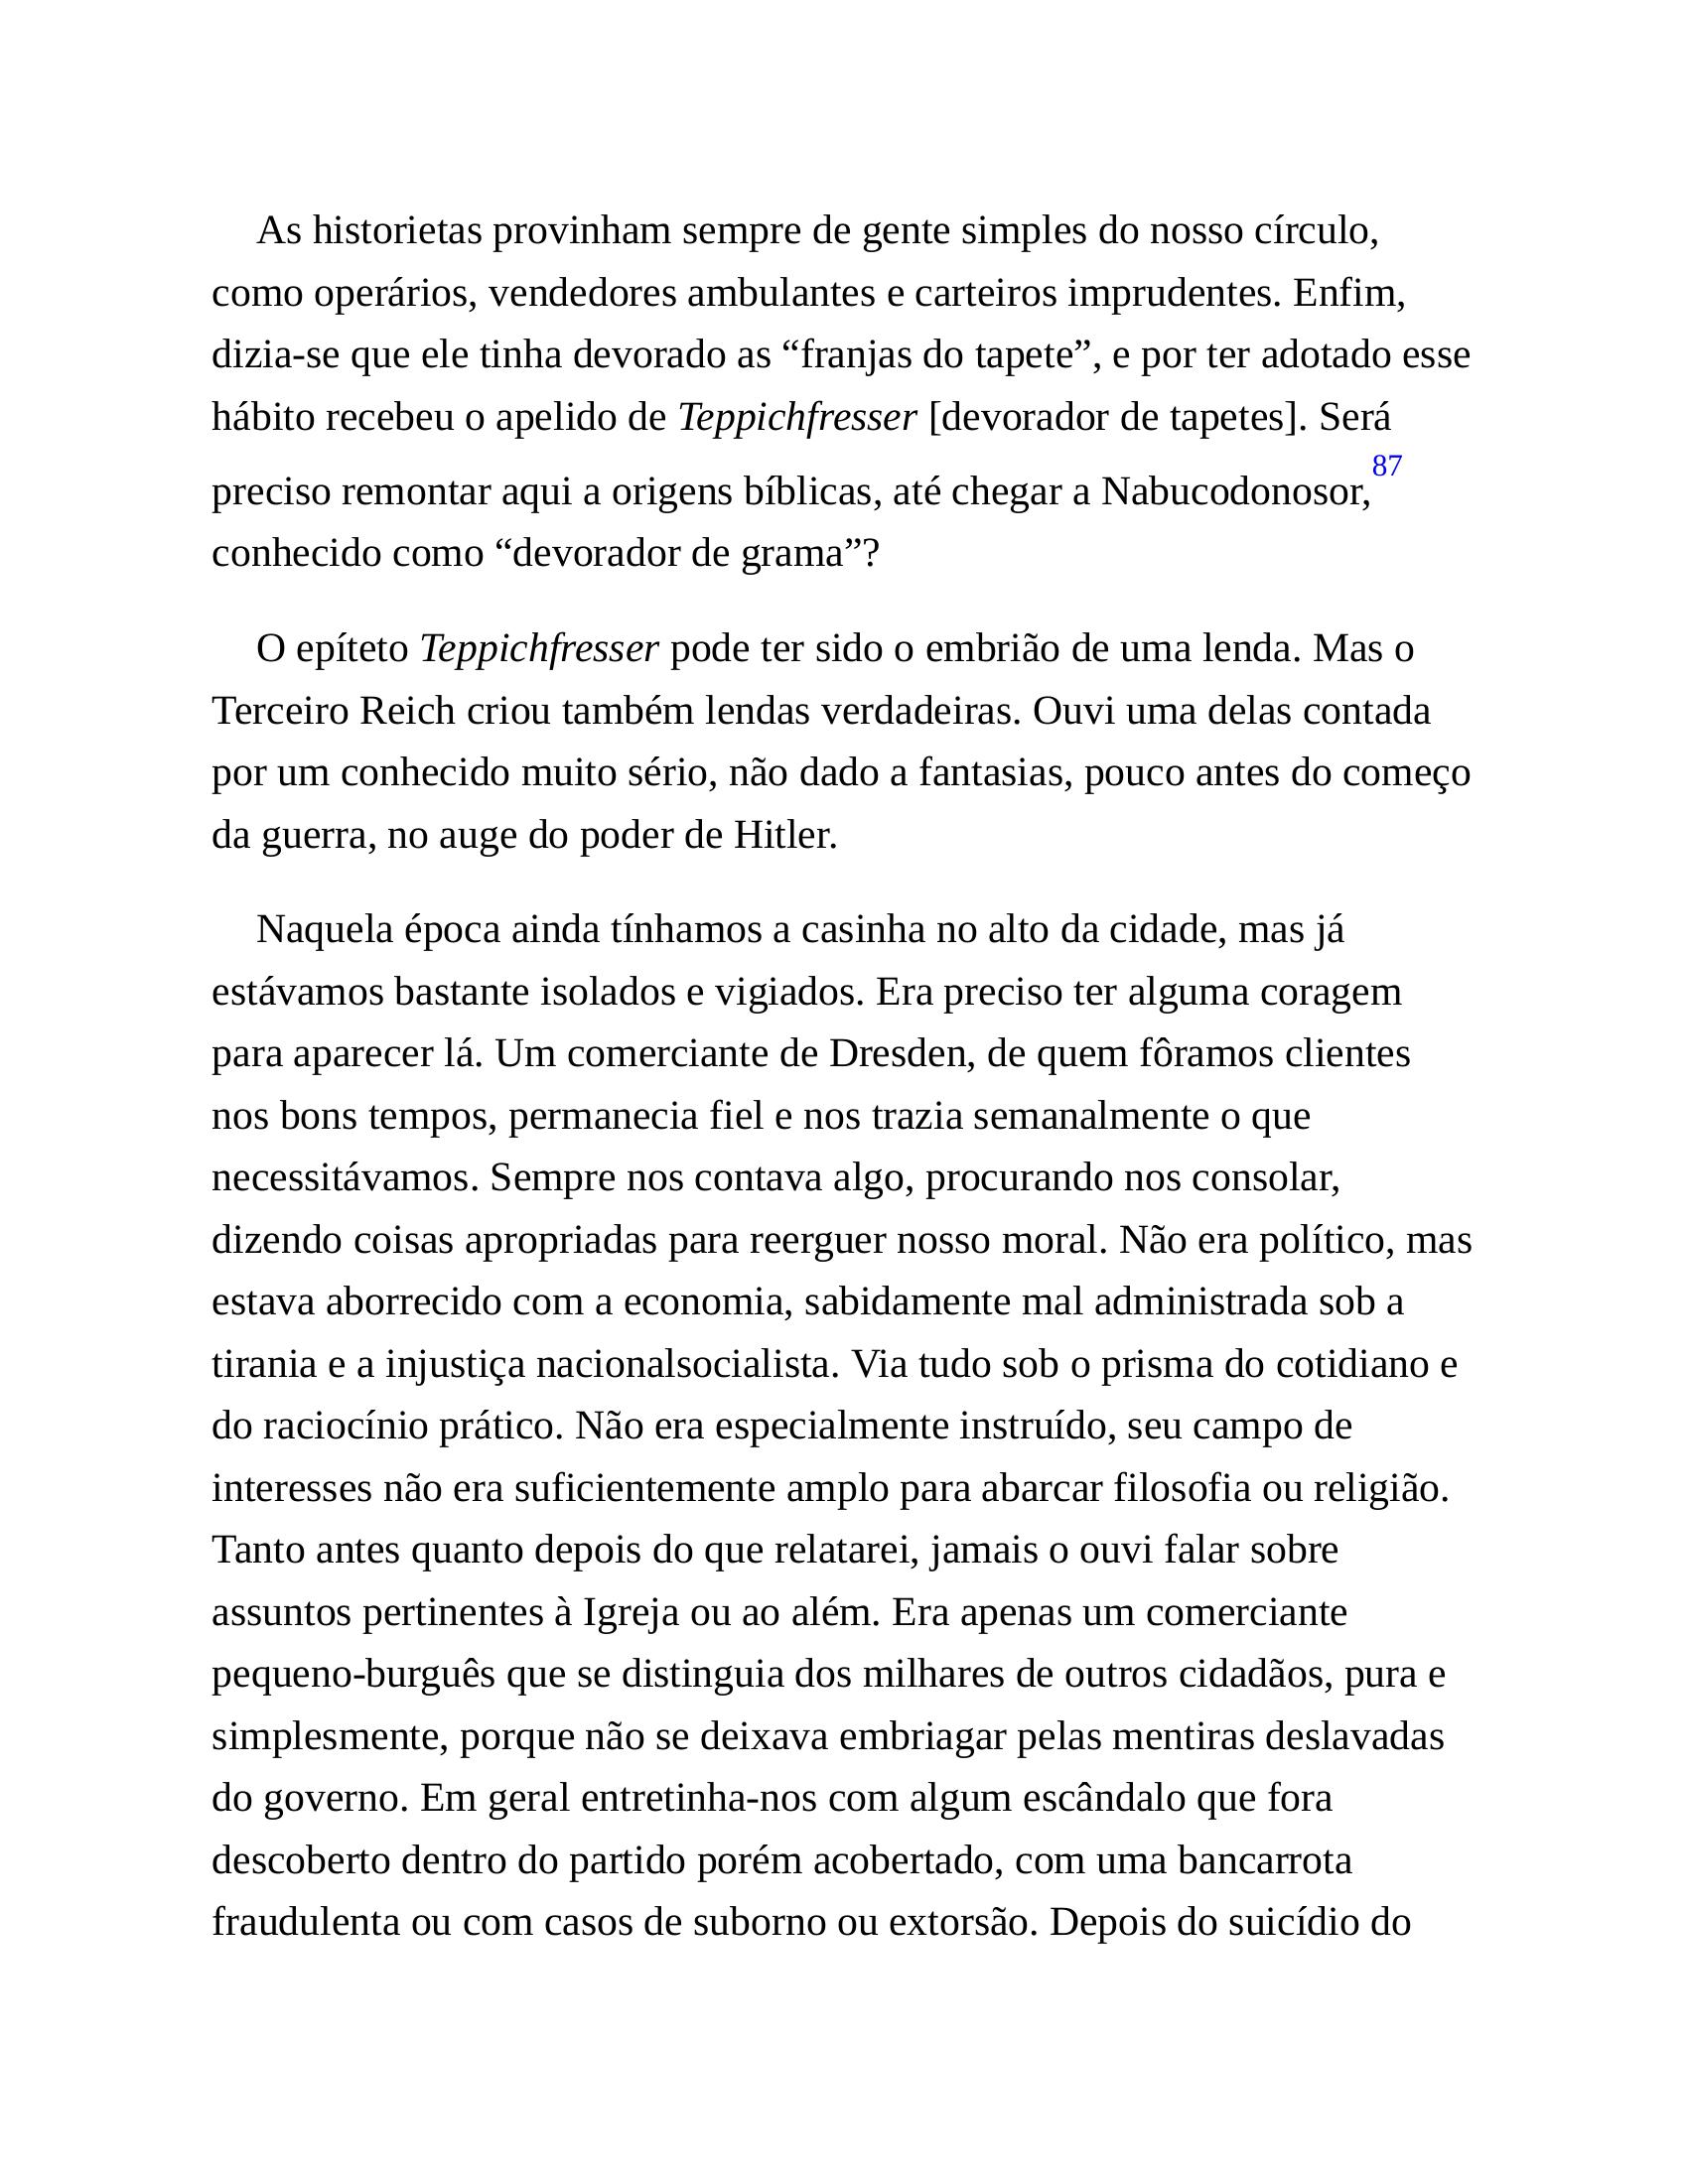 As historietas provinham sempre de gente simples do nosso círculo,
como operários, vendedores ambulantes e carteiros imprudentes. Enfim,
dizia-se que ele tinha devorado as “franjas do tapete”, e por ter adotado esse
hábito recebeu o apelido de Teppichfresser [devorador de tapetes]. Será
preciso remontar aqui a origens bíblicas, até chegar a Nabucodonosor,87
conhecido como “devorador de grama”?
O epíteto Teppichfresser pode ter sido o embrião de uma lenda. Mas o
Terceiro Reich criou também lendas verdadeiras. Ouvi uma delas contada
por um conhecido muito sério, não dado a fantasias, pouco antes do começo
da guerra, no auge do poder de Hitler.
Naquela época ainda tínhamos a casinha no alto da cidade, mas já
estávamos bastante isolados e vigiados. Era preciso ter alguma coragem
para aparecer lá. Um comerciante de Dresden, de quem fôramos clientes
nos bons tempos, permanecia fiel e nos trazia semanalmente o que
necessitávamos. Sempre nos contava algo, procurando nos consolar,
dizendo coisas apropriadas para reerguer nosso moral. Não era político, mas
estava aborrecido com a economia, sabidamente mal administrada sob a
tirania e a injustiça nacionalsocialista. Via tudo sob o prisma do cotidiano e
do raciocínio prático. Não era especialmente instruído, seu campo de
interesses não era suficientemente amplo para abarcar filosofia ou religião.
Tanto antes quanto depois do que relatarei, jamais o ouvi falar sobre
assuntos pertinentes à Igreja ou ao além. Era apenas um comerciante
pequeno-burguês que se distinguia dos milhares de outros cidadãos, pura e
simplesmente, porque não se deixava embriagar pelas mentiras deslavadas
do governo. Em geral entretinha-nos com algum escândalo que fora
descoberto dentro do partido porém acobertado, com uma bancarrota
fraudulenta ou com casos de suborno ou extorsão. Depois do suicídio do